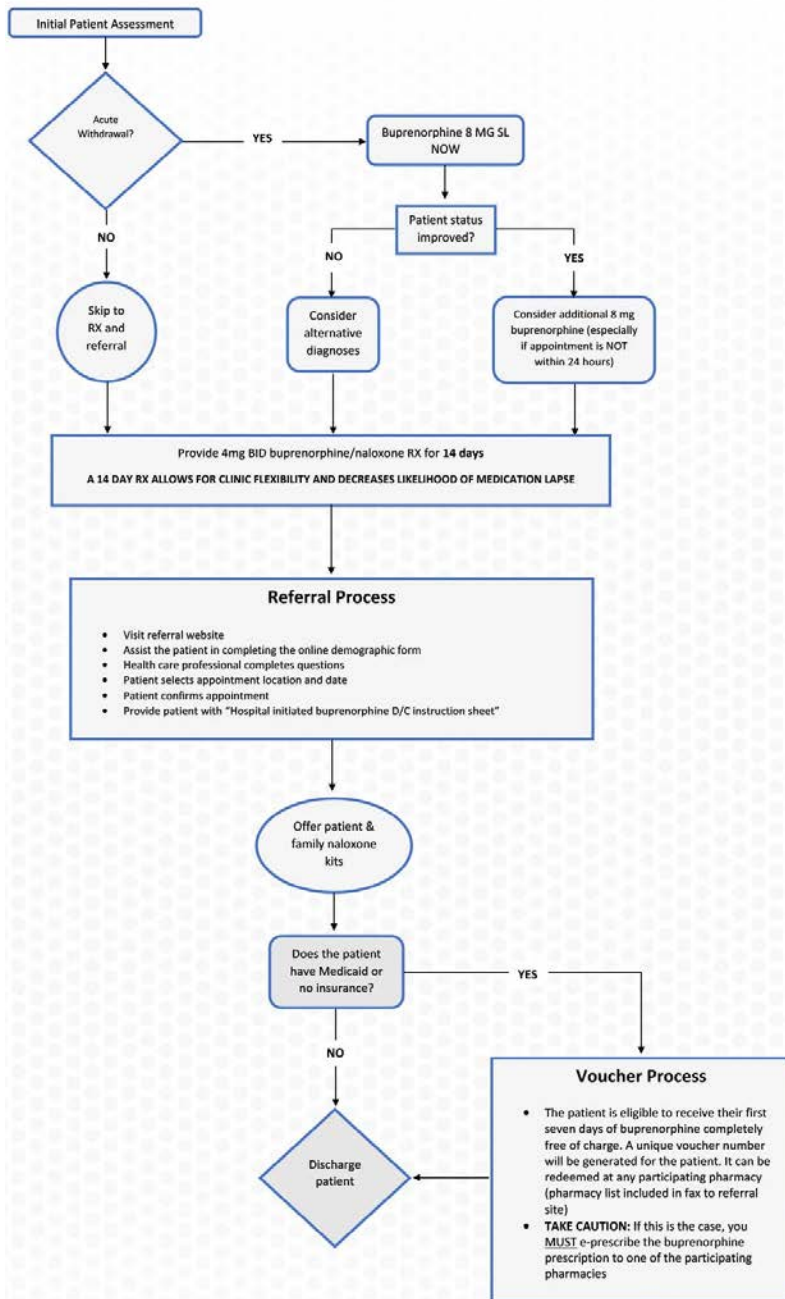 Initial Patient Assessment
Acute
Withdrawal?
YES
Buprenorphine 8 MG SL
NOW
NO
Patient status
improved?
NO
YES
Skip to
RX and
referral
Consider
alternative
diagnoses
Consider additional 8 mg
buprenorphine (especially
if appointment is NOT
within 24 hours)
Provide 4mg BID buprenorphine/naloxone RX for 14 days
A 14 DAY RX ALLOWS FOR CLINIC FLEXIBILITY AND DECREASES LIKELIHOOD OF MEDICATION LAPSE
Referral Process
• Visit referral website
• Assist the patient in completing the online demographic form
• Health care professional completes questions
• Patient selects appointment location and date
• Patient confirms appointment
• Provide patient with “Hospital initiated buprenorphine D/C instruction sheet”
Offer patient &
family naloxone
kits
Does the patient
have Medicaid or
no insurance?
YES
NO
Voucher Process
• The patient is eligible to receive their first
seven days of buprenorphine completely
free of charge. A unique voucher number
will be generated for the patient. It can be
redeemed at any participating pharmacy
(pharmacy list included in fax to referral
site)
• TAKE CAUTION: If this is the case, you
MUST e-prescribe the buprenorphine
prescription to one of the participating
pharmacies
Discharge
patient